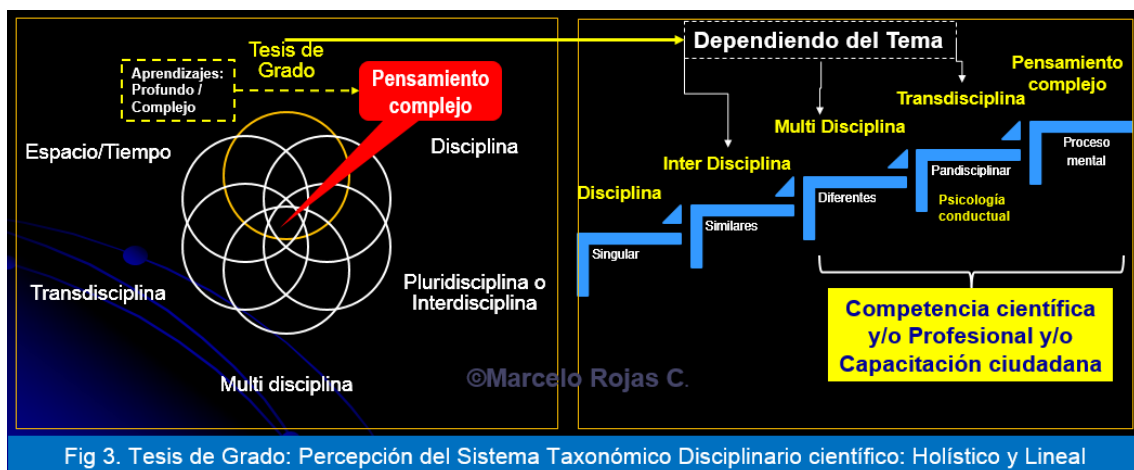 Tesis de
Grado
Aprendizajes:
Profundo /
Complejo
Pensamiento
complejo
Espacio/Tiempo
Disciplina
Transdisciplina
Pluridisciplina o
Interdisciplina
Multi disciplina
©Marcelo Rojas C.
Dependiendo del Tema
Pensamiento
complejo
Transdisciplina
Multi Disciplina
Inter Disciplina
Disciplina
Proceso
mental
Pandisciplinar
Psicología
conductual
Diferentes
Similares
Singular
Competencia científica
y/o Profesional y/o
Capacitación ciudadana
Fig 3. Tesis de Grado: Percepción del Sistema Taxonómico Disciplinario científico: Holístico y Lineal